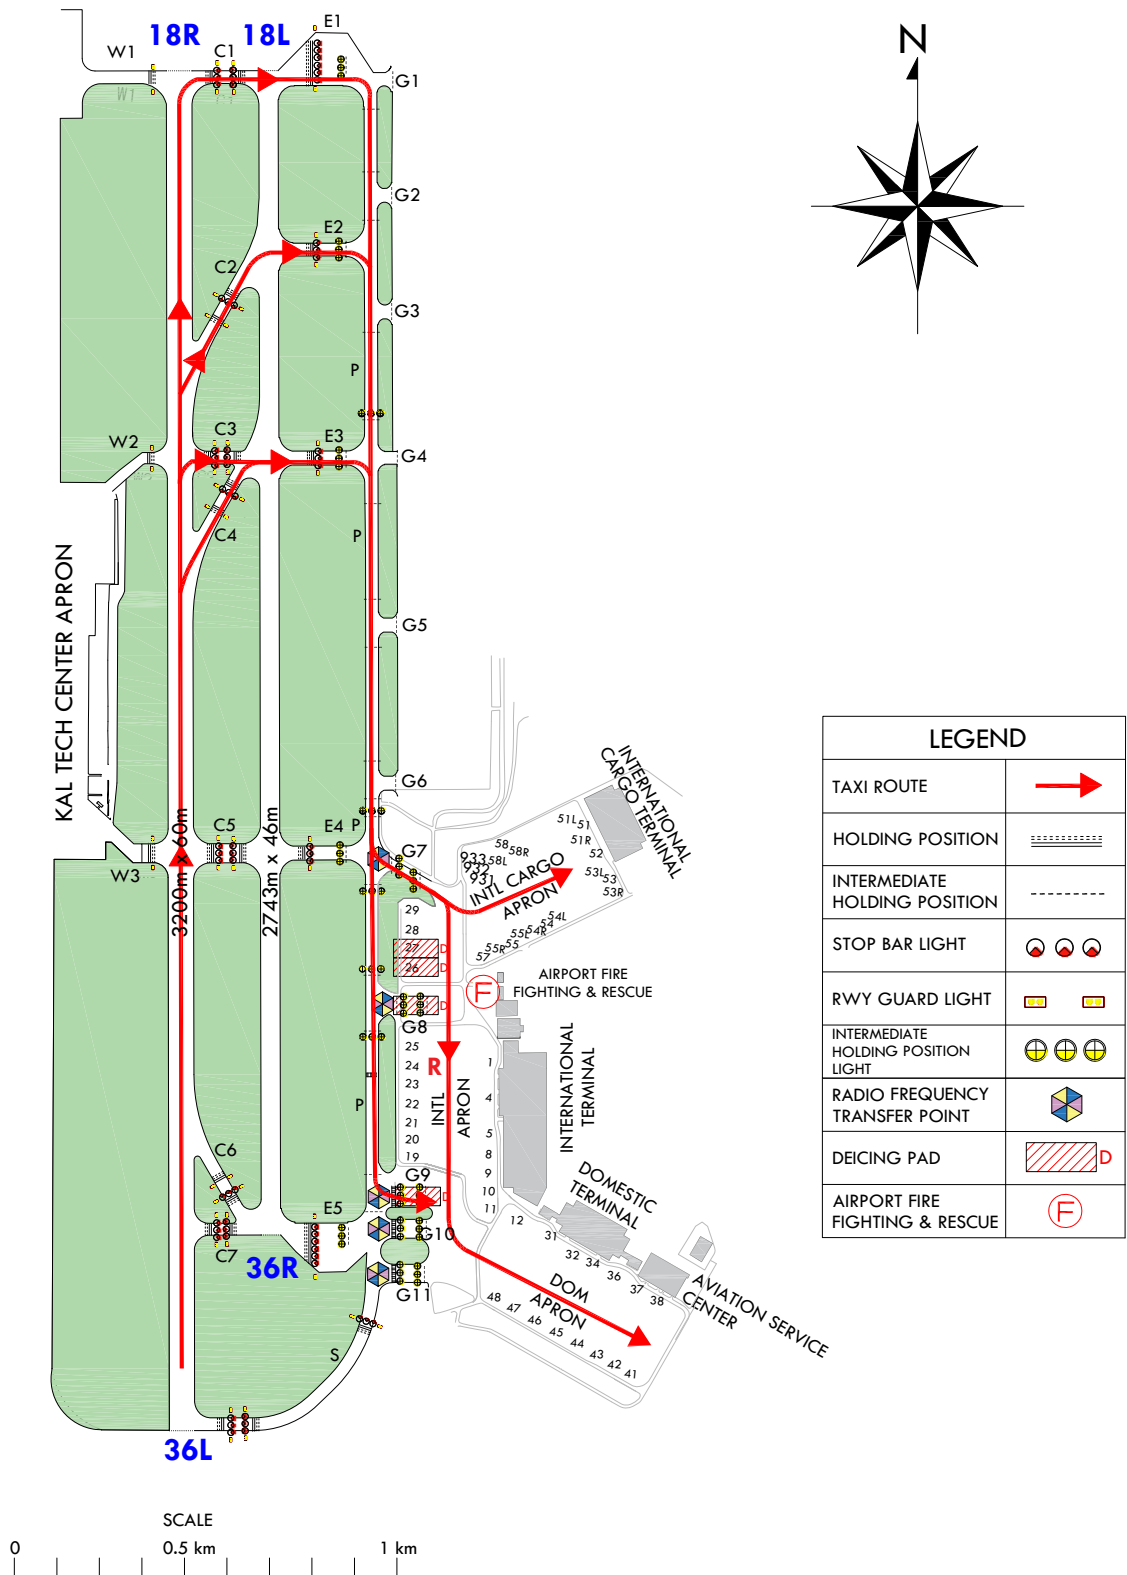 18R
18L
E1
W1
C1
N
G1
W1
G2
E2
C2
G3
P
W2
C3
E3
G4
C4
P
KAL TECH CENTER APRON
G5
G6
INTERNATIONAL
CARGO TERMINAL
LEGEND
TAXI ROUTE
HOLDING POSITION
INTERMEDIATE
HOLDING POSITION
STOP BAR LIGHT
RWY GUARD LIGHT
INTERMEDIATE
HOLDING POSITION
LIGHT
RADIO FREQUENCY
TRANSFER POINT
DEICING PAD
D
AIRPORT FIRE
FIGHTING & RESCUE
F
3200m x 60m
2743m x 46m
C5
E4
P
G7
W3
51L
51
51R
52
53L
53
53R
58
58R
58L
933
932
931
INTL CARGO
APRON
54L
54
54R
55L
55
55R
57
29
28
27
D
26
D
D
F
AIRPORT FIRE
FIGHTING & RESCUE
G8
25
24
23
22
21
20
19
R
INTL
APRON
P
1
4
5
8
9
10
11
12
INTERNATIONAL
TERMINAL
DOMESTIC
TERMINAL
C6
G9
D
E5
G10
C7
36R
G11
31
32
34
36
37
38
DOM
APRON
48
47
46
45
44
43
42
41
AVIATION SERVICE
CENTER
S
36L
SCALE
0
0.5 km
1 km